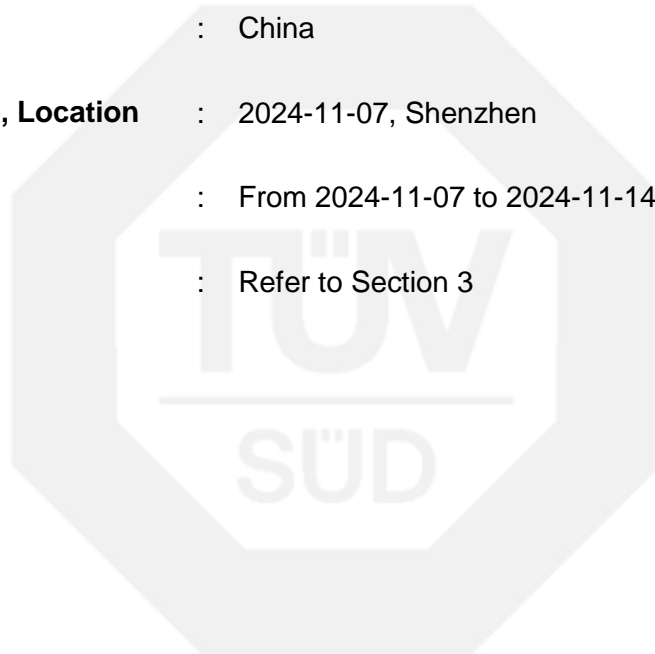 : China
, Location : 2024-11-07, Shenzhen
: From 2024-11-07 to 2024-11-14
: Refer to Section 3
TÜV
SÜD